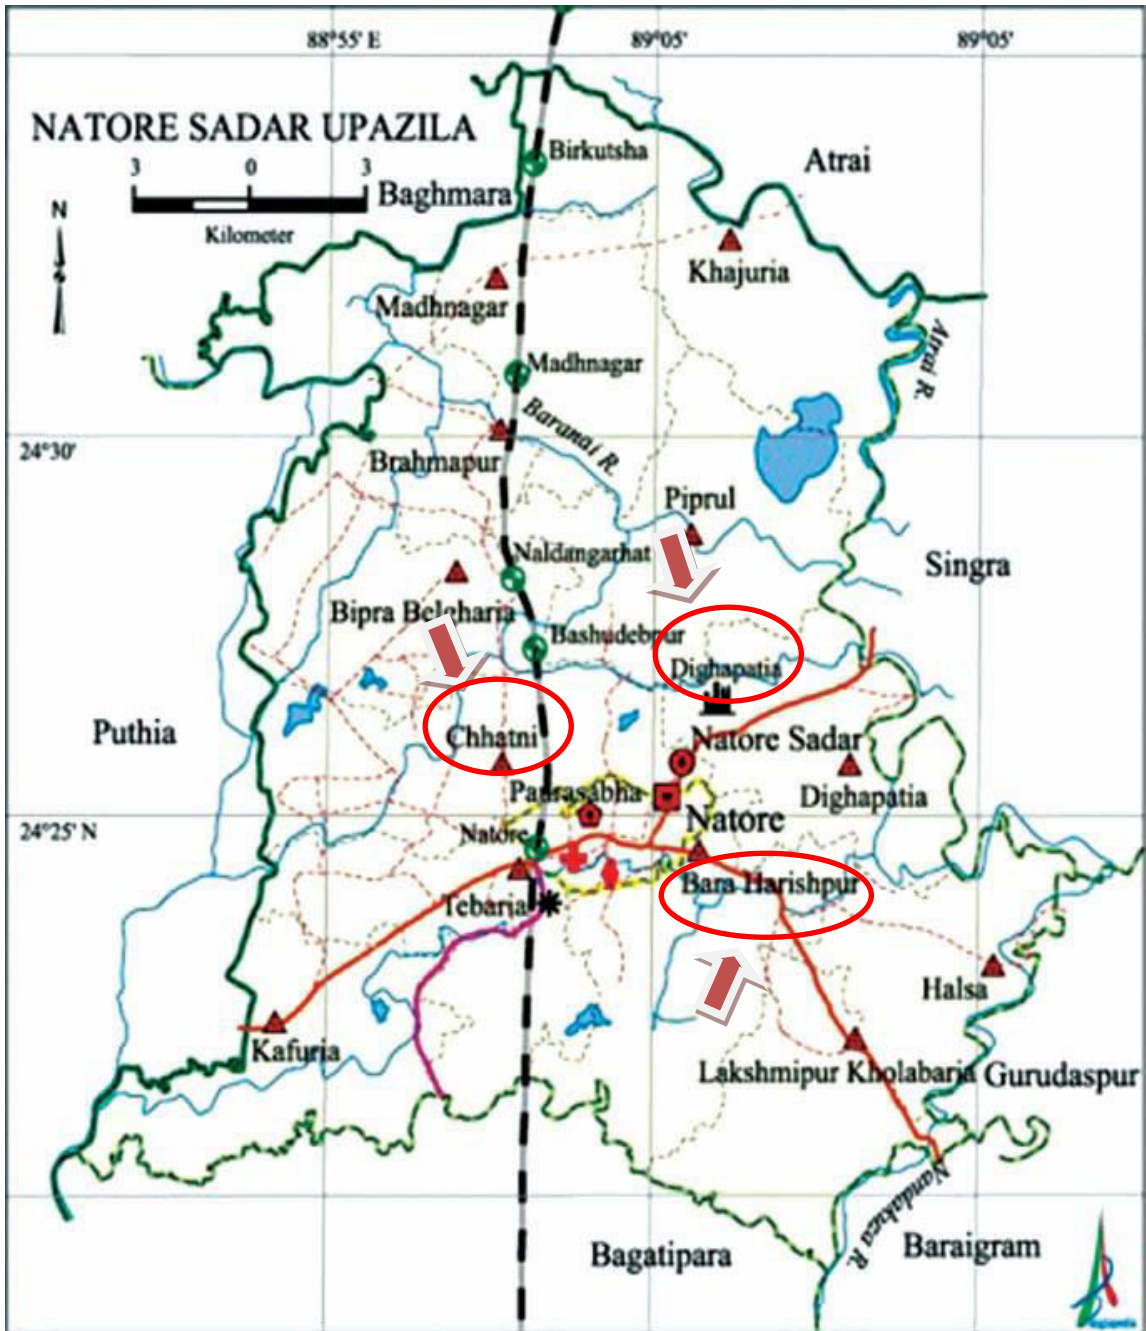 88°55' E
89°05'
89°05'
NATORE SADAR UPAZILA
3 0 3
Kilometer
N
Birkutsha
Baghmara
Atrai
Khajuria
Madhnagar
Atrai R.
Madhnagar
Baranai R.
24°30'
Brahmapur
Piprul
Naldangarhat
Singra
Bipra Belgharia
Bashudebpur
Dighapatia
Puthia
Chhatni
Natore Sadar
Paurasabha
Dighapatia
24°25' N
Natore
Natore
Bara Harishpur
Tebaria
Halsa
Kafuria
Lakshmipur Kholabaria
Gurudaspur
Nandakuca R.
Bagatipara
Baraigram